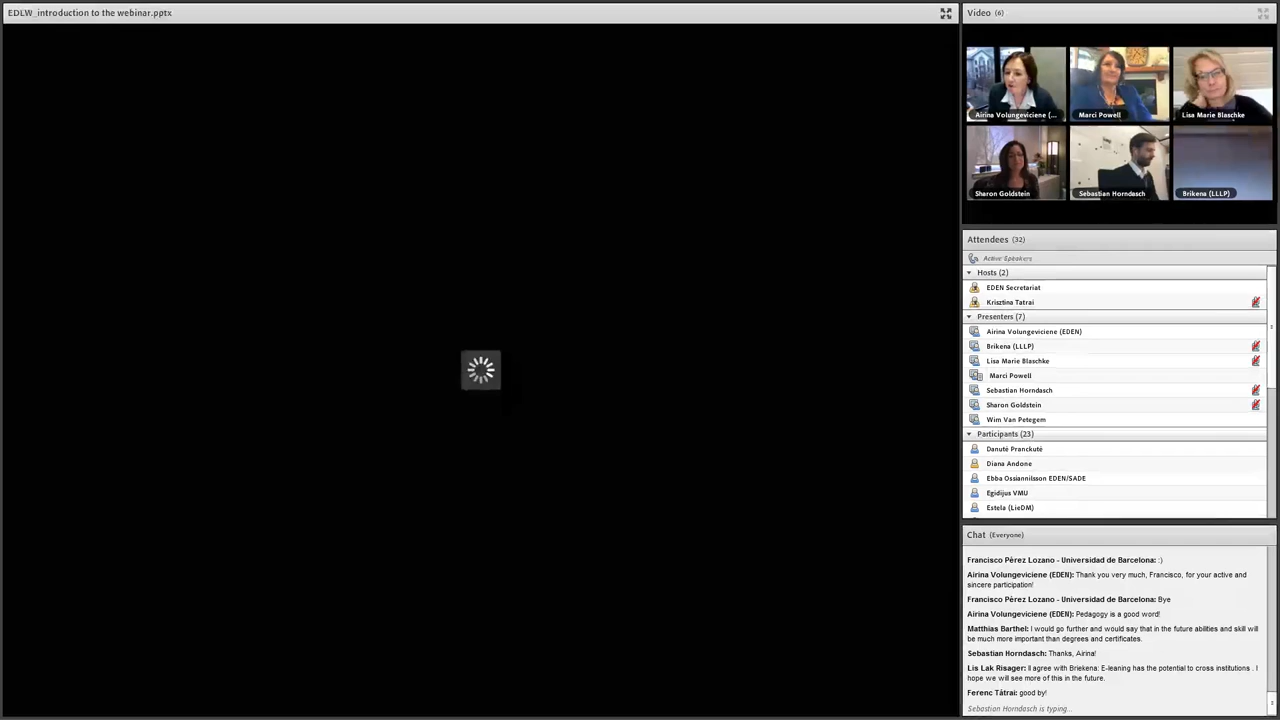 EDLW_introduction to the webinar.pptx
Video (6)
Airina Volungeviciene (...
Marci Powell
Lisa Marie Blaschke
Sharon Goldstein
Sebastian Horndasch
Brikena (LLLP)
Attendees (32)
Active Speakers
Hosts (2)
EDEN Secretariat
Krisztina Tatrai
Presenters (7)
Airina Volungeviciene (EDEN)
Brikena (LLLP)
Lisa Marie Blaschke
Marci Powell
Sebastian Horndasch
Sharon Goldstein
Wim Van Petegem
Participants (23)
Danutė Pranckutė
Diana Andone
Ebba Ossiannilsson EDEN/SADE
Egidijus VMU
Estela (LieDM)
Chat (Everyone)
Francisco Pérez Lozano - Universidad de Barcelona: :)
Airina Volungeviciene (EDEN): Thank you very much, Francisco, for your active and
sincere participation!
Francisco Pérez Lozano - Universidad de Barcelona: Bye
Airina Volungeviciene (EDEN): Pedagogy is a good word!
Matthias Barthel: I would go further and would say that in the future abilities and skill will
be much more important than degrees and certificates.
Sebastian Horndasch: Thanks, Airina!
Lis Lak Risager: II agree with Briekena: E-leaning has the potential to cross institutions . I
hope we will see more of this in the future.
Ferenc Tátrai: good by!
Sebastian Horndasch is typing...